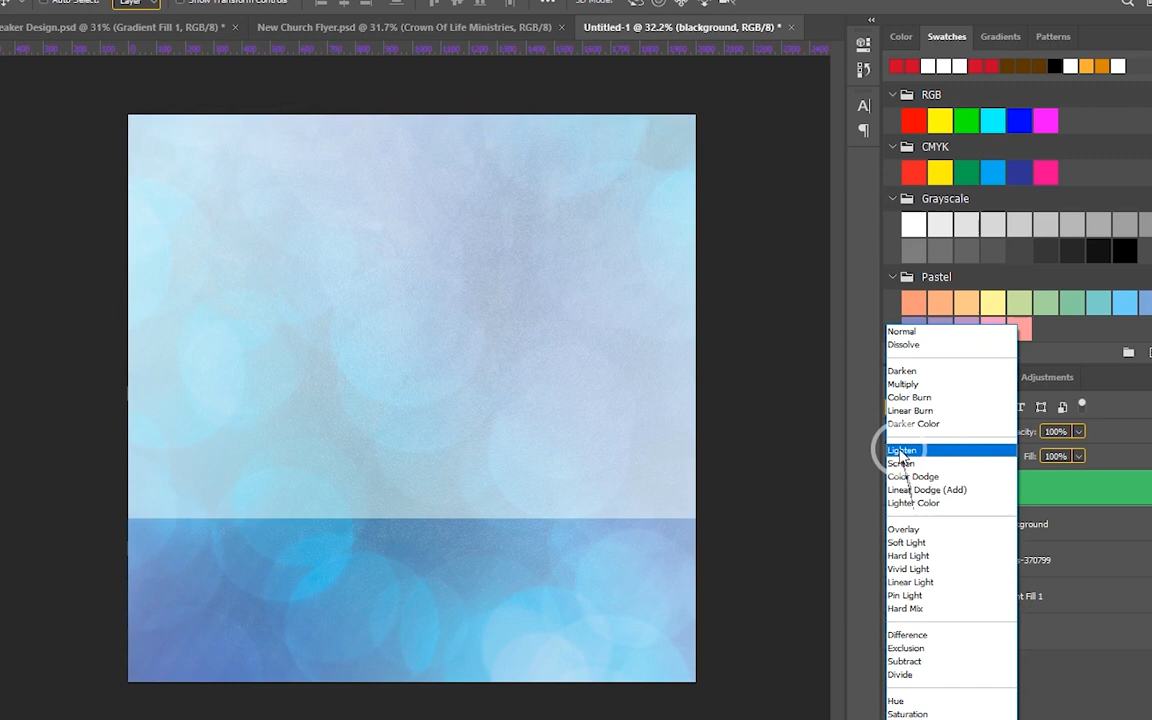 Auto Select: Layer Show Transform Controls 3D Mode:
eaker Design.psd @ 31% (Gradient Fill 1, RGB/8) * × New Church Flyer.psd @ 31.7% (Crown Of Life Ministries, RGB/8) × Untitled-1 @ 32.2% (background, RGB/8) * ×
Color Swatches Gradients Patterns
RGB
CMYK
Grayscale
Pastel
Normal
Dissolve
Darken
Adjustments
Multiply
Color Burn
Linear Burn
Darker Color
acity: 100%
Lighten
Fill: 100%
Screen
Color Dodge
Linear Dodge (Add)
Lighter Color
ground
Overlay
Soft Light
Hard Light
s-370799
Vivid Light
Linear Light
Pin Light
nt Fill 1
Hard Mix
Difference
Exclusion
Subtract
Divide
Hue
Saturation